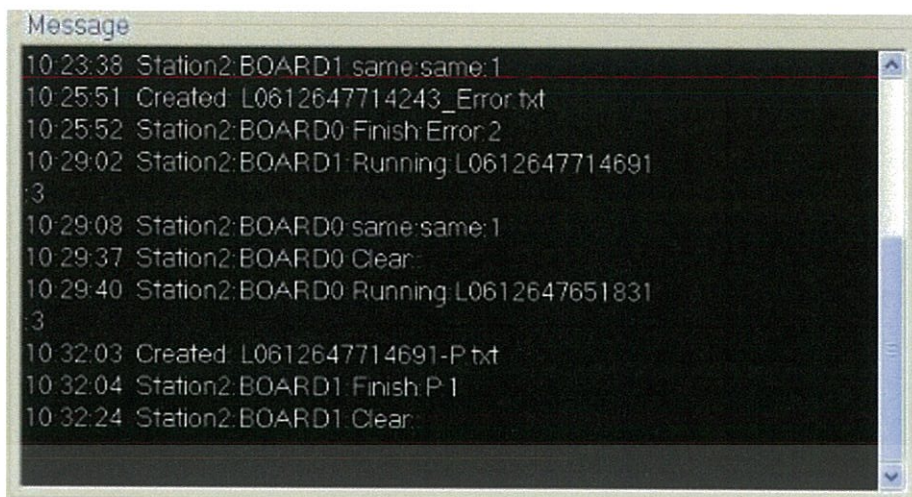 Message
10:23:38 Station2:BOARD1:same:same:1
10:25:51 Created: L0612647714243_Error.txt
10:25:52 Station2:BOARD0:Finish:Error:2
10:29:02 Station2:BOARD1:Running:L0612647714691
:3
10:29:08 Station2:BOARD0:same:same:1
10:29:37 Station2:BOARD0:Clear::
10:29:40 Station2:BOARD0:Running:L0612647651831
:3
10:32:03 Created: L0612647714691-P.txt
10:32:04 Station2:BOARD1:Finish:P:1
10:32:24 Station2:BOARD1:Clear::